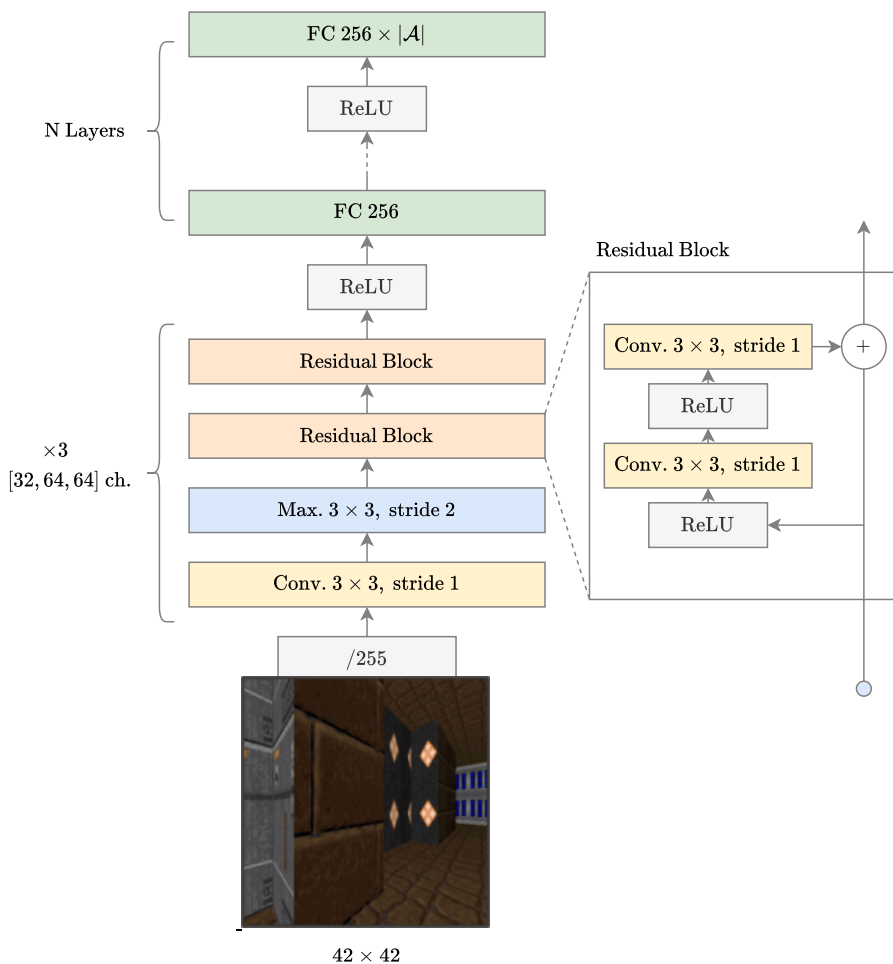 FC 256 × |𝒜|
ReLU
N Layers
FC 256
ReLU
Residual Block
Residual Block
×3
[32, 64, 64] ch.
Max. 3 × 3, stride 2
Conv. 3 × 3, stride 1
/255
42 × 42
Residual Block
Conv. 3 × 3, stride 1
+
ReLU
Conv. 3 × 3, stride 1
ReLU